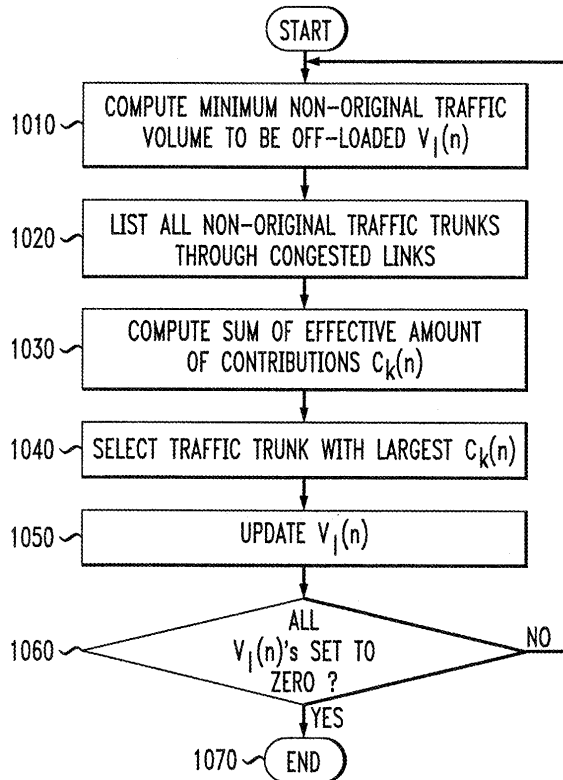 START
1010 COMPUTE MINIMUM NON-ORIGINAL TRAFFIC
VOLUME TO BE OFF-LOADED V_l(n)
1020 LIST ALL NON-ORIGINAL TRAFFIC TRUNKS
THROUGH CONGESTED LINKS
1030 COMPUTE SUM OF EFFECTIVE AMOUNT
OF CONTRIBUTIONS C_k(n)
1040 SELECT TRAFFIC TRUNK WITH LARGEST C_k(n)
1050 UPDATE V_l(n)
ALL
1060 V_l(n)'s SET TO
ZERO ?
NO
YES
1070 END